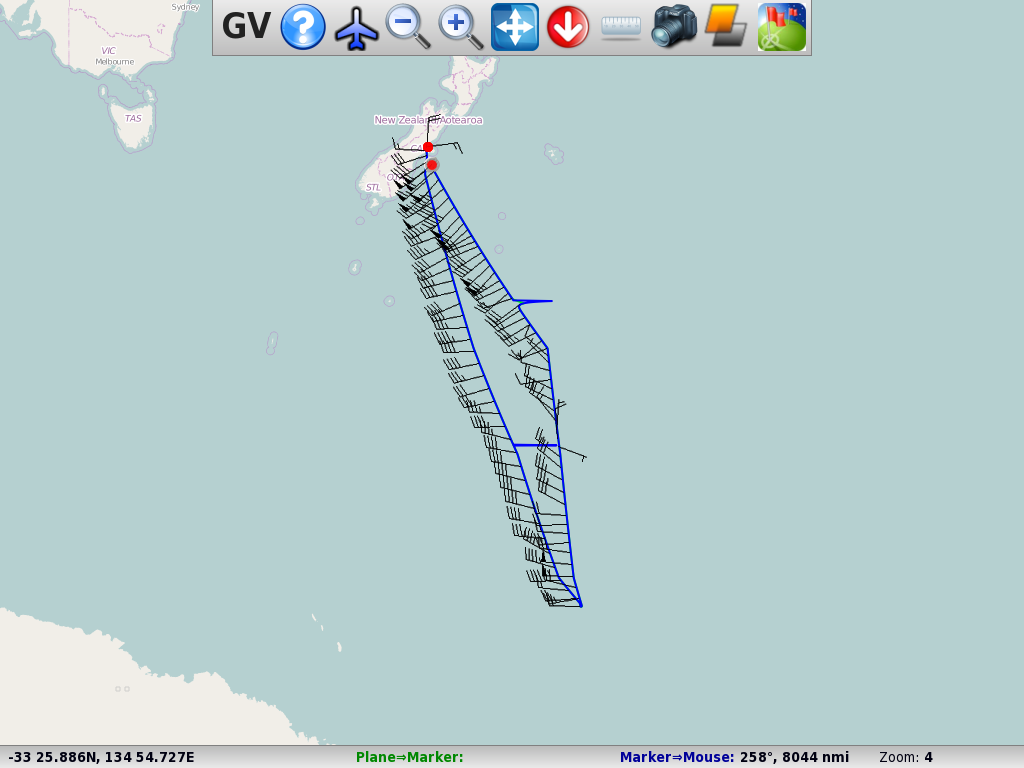 GV
Sydney
VIC
Melbourne
TAS
New Zealand/Aotearoa
STL
-33 25.886N, 134 54.727E
Plane⇒Marker:
Marker⇒Mouse: 258°, 8044 nmi
Zoom: 4